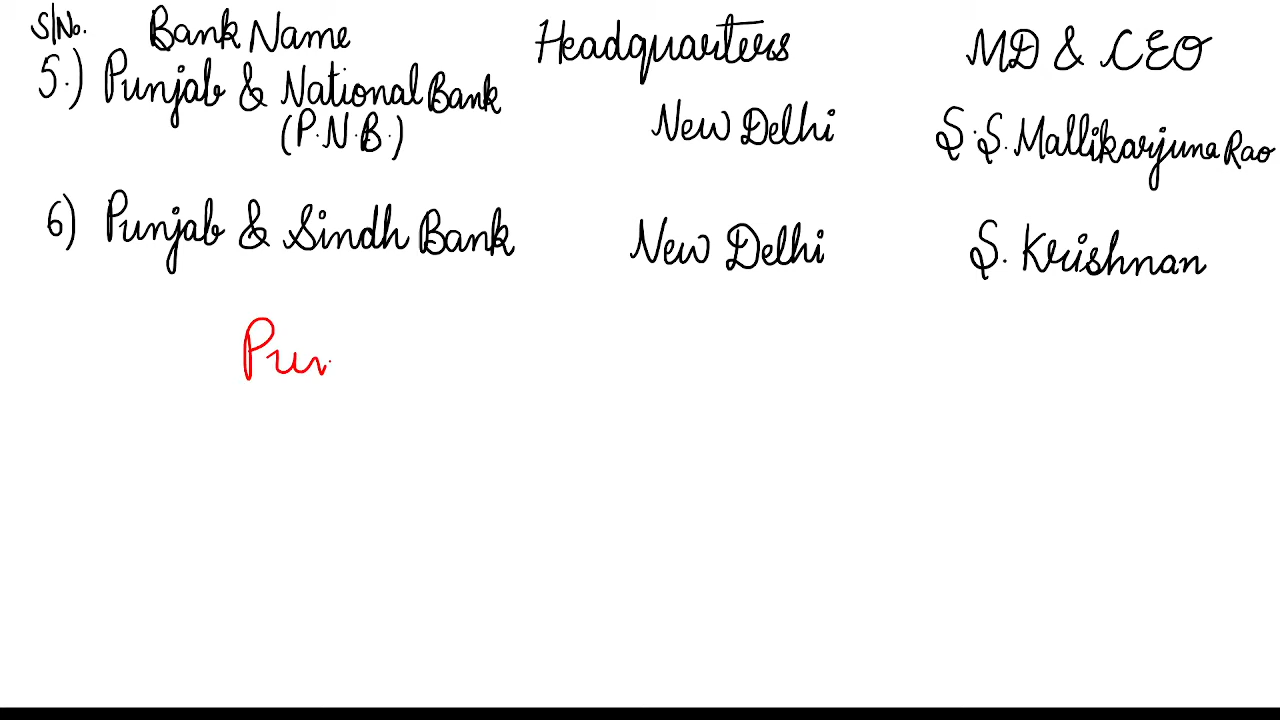 S/No. Bank Name Headquarters MD & CEO
5.) Punjab & National Bank
(P.N.B.) New Delhi S.S. Mallikarjuna Rao
6) Punjab & Sindh Bank New Delhi S. Krishnan
Pun